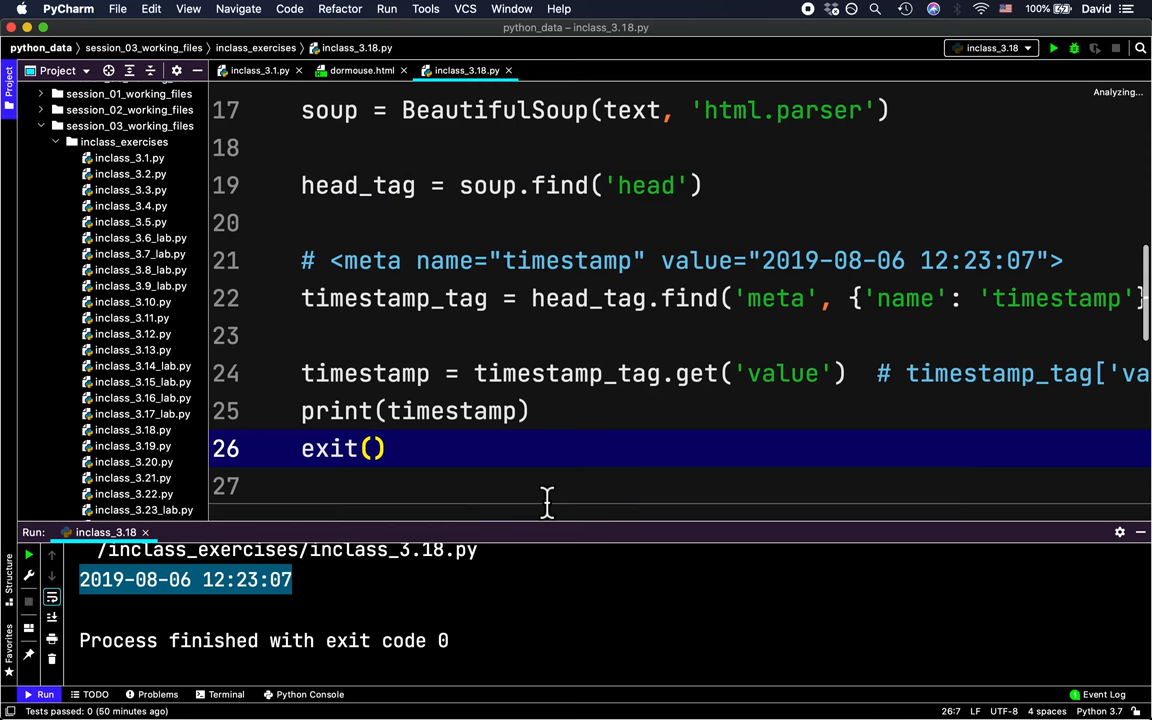 PyCharm File Edit View Navigate Code Refactor Run Tools VCS Window Help 100% David
python_data – inclass_3.18.py
python_data session_03_working_files inclass_exercises inclass_3.18.py inclass_3.18
Project inclass_3.1.py dormouse.html inclass_3.18.py
Project
Analyzing...
session_01_working_files
session_02_working_files
session_03_working_files
inclass_exercises
inclass_3.1.py
inclass_3.2.py
inclass_3.3.py
inclass_3.4.py
inclass_3.5.py
inclass_3.6_lab.py
inclass_3.7_lab.py
inclass_3.8_lab.py
inclass_3.9_lab.py
inclass_3.10.py
inclass_3.11.py
inclass_3.12.py
inclass_3.13.py
inclass_3.14_lab.py
inclass_3.15_lab.py
inclass_3.16_lab.py
inclass_3.17_lab.py
inclass_3.18.py
inclass_3.19.py
inclass_3.20.py
inclass_3.21.py
inclass_3.22.py
inclass_3.23_lab.py
17 soup = BeautifulSoup(text, 'html.parser')
18
19 head_tag = soup.find('head')
20
21 # <meta name="timestamp" value="2019-08-06 12:23:07">
22 timestamp_tag = head_tag.find('meta', {'name': 'timestamp'}
23
24 timestamp = timestamp_tag.get('value') # timestamp_tag['va
25 print(timestamp)
26 exit()
27
Run: inclass_3.18
/inclass_exercises/inclass_3.18.py
2019-08-06 12:23:07
Process finished with exit code 0
Structure
Favorites
Run TODO Problems Terminal Python Console 1 Event Log
Tests passed: 0 (50 minutes ago) 26:7 LF UTF-8 4 spaces Python 3.7